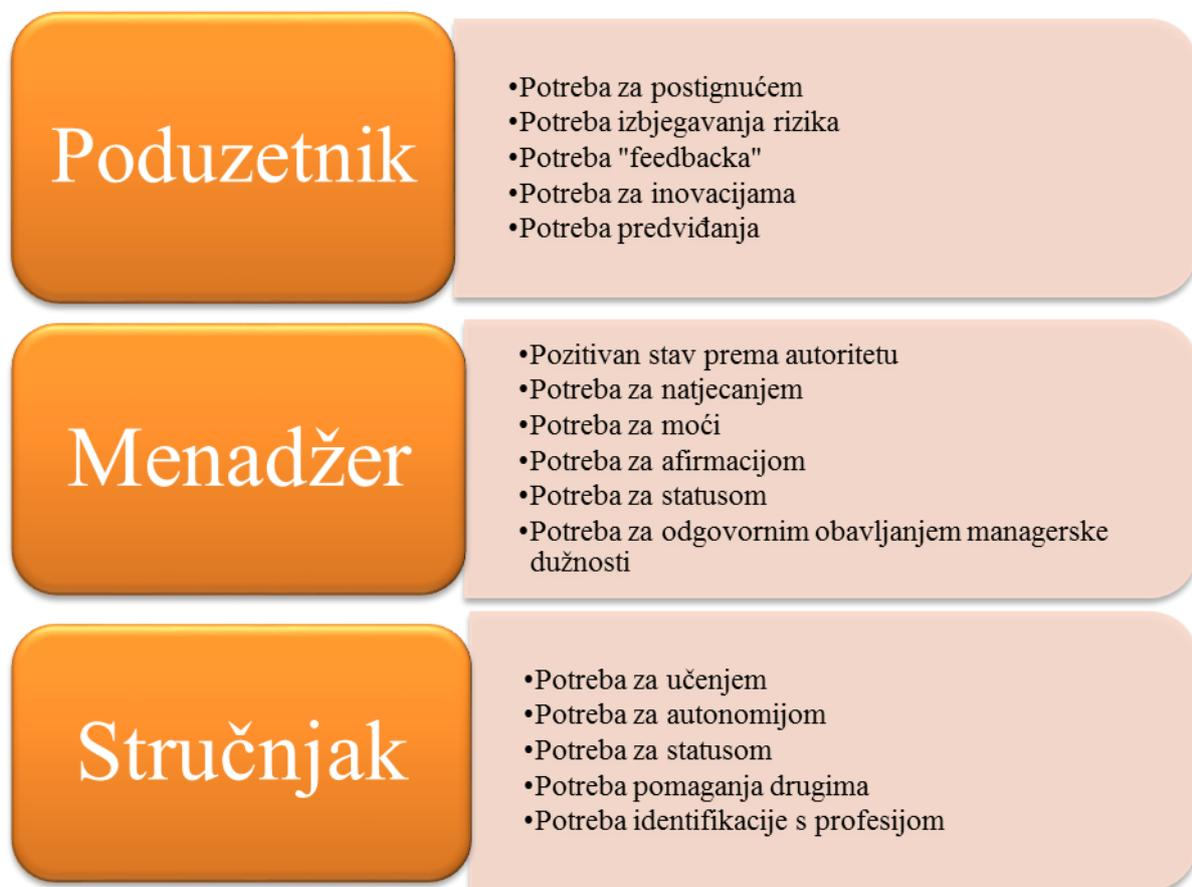 Poduzetnik
•Potreba za postignućem
•Potreba izbjegavanja rizika
•Potreba "feedbacka"
•Potreba za inovacijama
•Potreba predviđanja
Menadžer
•Pozitivan stav prema autoritetu
•Potreba za natjecanjem
•Potreba za moći
•Potreba za afirmacijom
•Potreba za statusom
•Potreba za odgovornim obavljanjem managerske
dužnosti
Stručnjak
•Potreba za učenjem
•Potreba za autonomijom
•Potreba za statusom
•Potreba pomaganja drugima
•Potreba identifikacije s profesijom